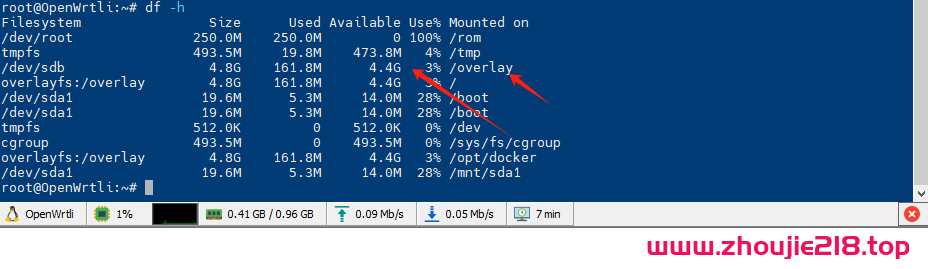 root@OpenWrtli:~# df -h
Filesystem                Size      Used Available Use% Mounted on
/dev/root               250.0M    250.0M         0 100% /rom
tmpfs                   493.5M     19.8M    473.8M   4% /tmp
/dev/sdb                  4.8G    161.8M      4.4G   3% /overlay
overlayfs:/overlay        4.8G    161.8M      4.4G   3% /
/dev/sda1                19.6M      5.3M     14.0M  28% /boot
/dev/sda1                19.6M      5.3M     14.0M  28% /boot
tmpfs                   512.0K         0    512.0K   0% /dev
cgroup                  493.5M         0    493.5M   0% /sys/fs/cgroup
overlayfs:/overlay        4.8G    161.8M      4.4G   3% /opt/docker
/dev/sda1                19.6M      5.3M     14.0M  28% /mnt/sda1
root@OpenWrtli:~#
OpenWrtli 1% 0.41 GB / 0.96 GB 0.09 Mb/s 0.05 Mb/s 7 min
www.zhoujie218.top